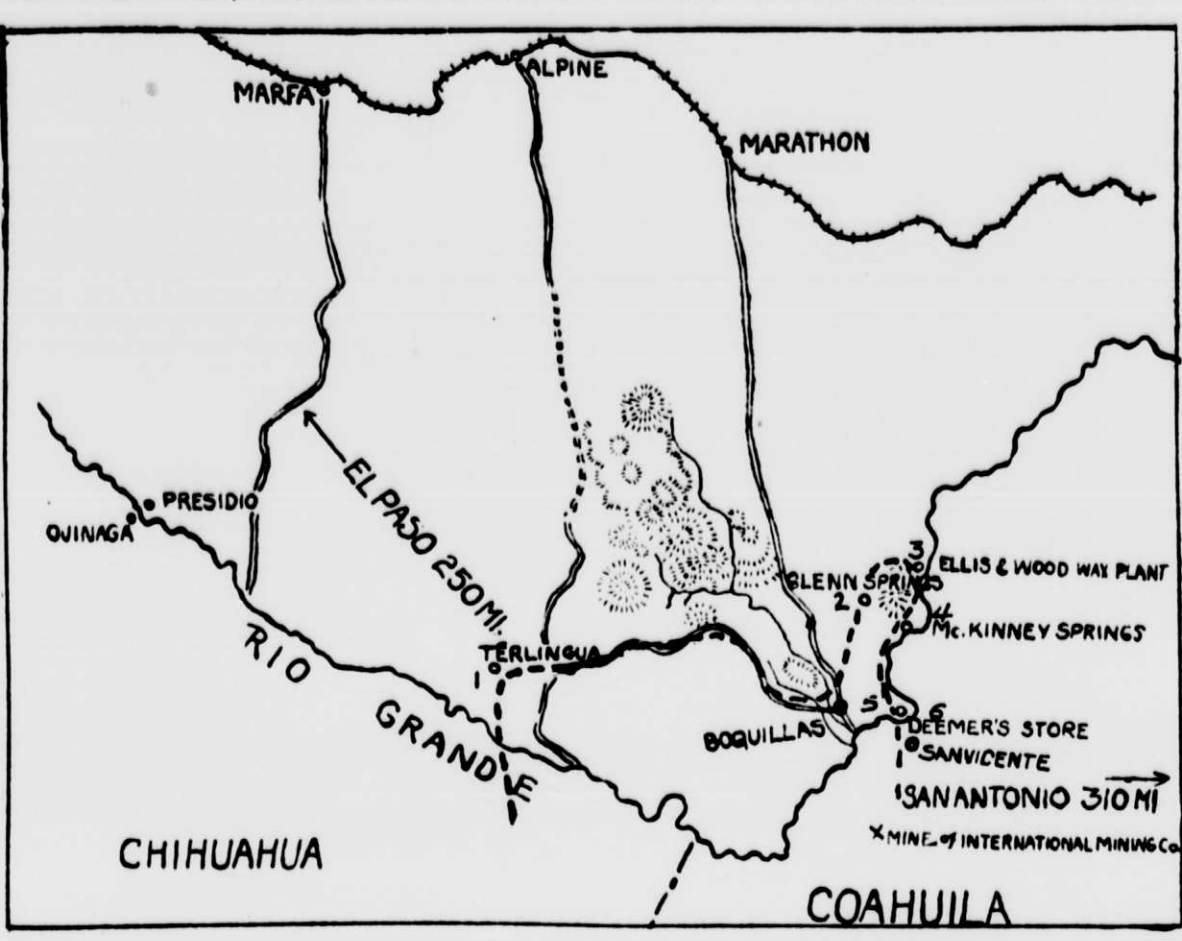 ALPINE
MARFA
MARATHON
PRESIDIO
OJINAGA
EL PASO 250 MI.
3
ELLIS & WOOD WAX PLANT
GLENN SPRINGS
2
4
Mc.KINNEY SPRINGS
RIO GRANDE
TERLINGUA
1
5
6
BOQUILLAS
DEEMER'S STORE
SANVICENTE
SAN ANTONIO 310 MI
X MINE of INTERNATIONAL MINING Co
CHIHUAHUA
COAHUILA